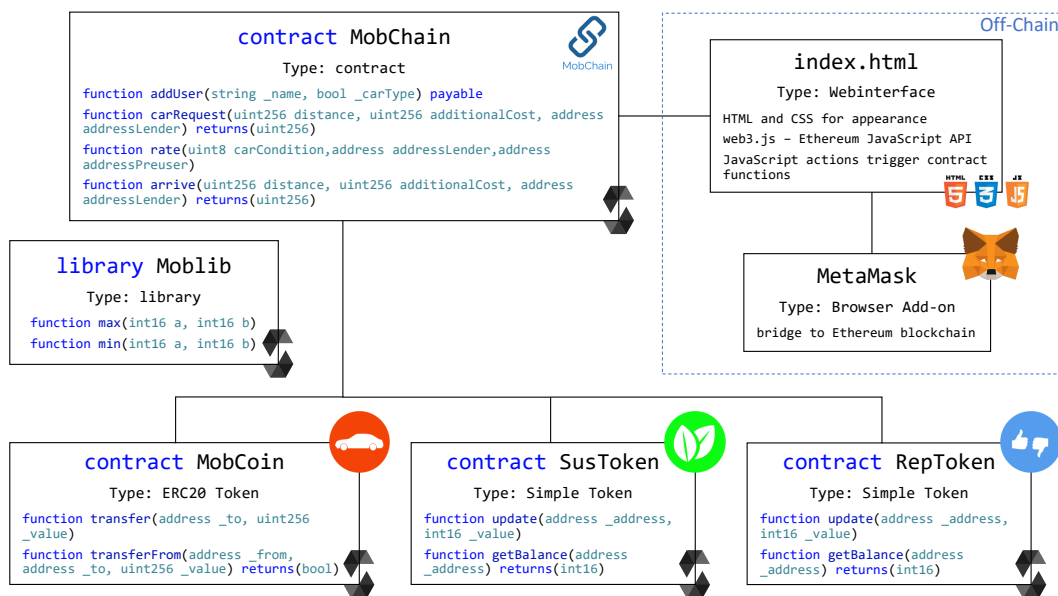 contract MobChain
MobChain
Type: contract
function addUser(string _name, bool _carType) payable
function carRequest(uint256 distance, uint256 additionalCost, address
addressLender) returns(uint256)
function rate(uint8 carCondition,address addressLender,address
addressPreuser)
function arrive(uint256 distance, uint256 additionalCost, address
addressLender) returns(uint256)
Off-Chain
index.html
Type: Webinterface
HTML and CSS for appearance
web3.js – Ethereum JavaScript API
JavaScript actions trigger contract
functions
HTML
5
CSS
3
JS
JS
library Moblib
Type: library
function max(int16 a, int16 b)
function min(int16 a, int16 b)
MetaMask
Type: Browser Add-on
bridge to Ethereum blockchain
contract MobCoin
Type: ERC20 Token
function transfer(address _to, uint256
_value)
function transferFrom(address _from,
address _to, uint256 _value) returns(bool)
contract SusToken
Type: Simple Token
function update(address _address,
int16 _value)
function getBalance(address
_address) returns(int16)
contract RepToken
Type: Simple Token
function update(address _address,
int16 _value)
function getBalance(address
_address) returns(int16)